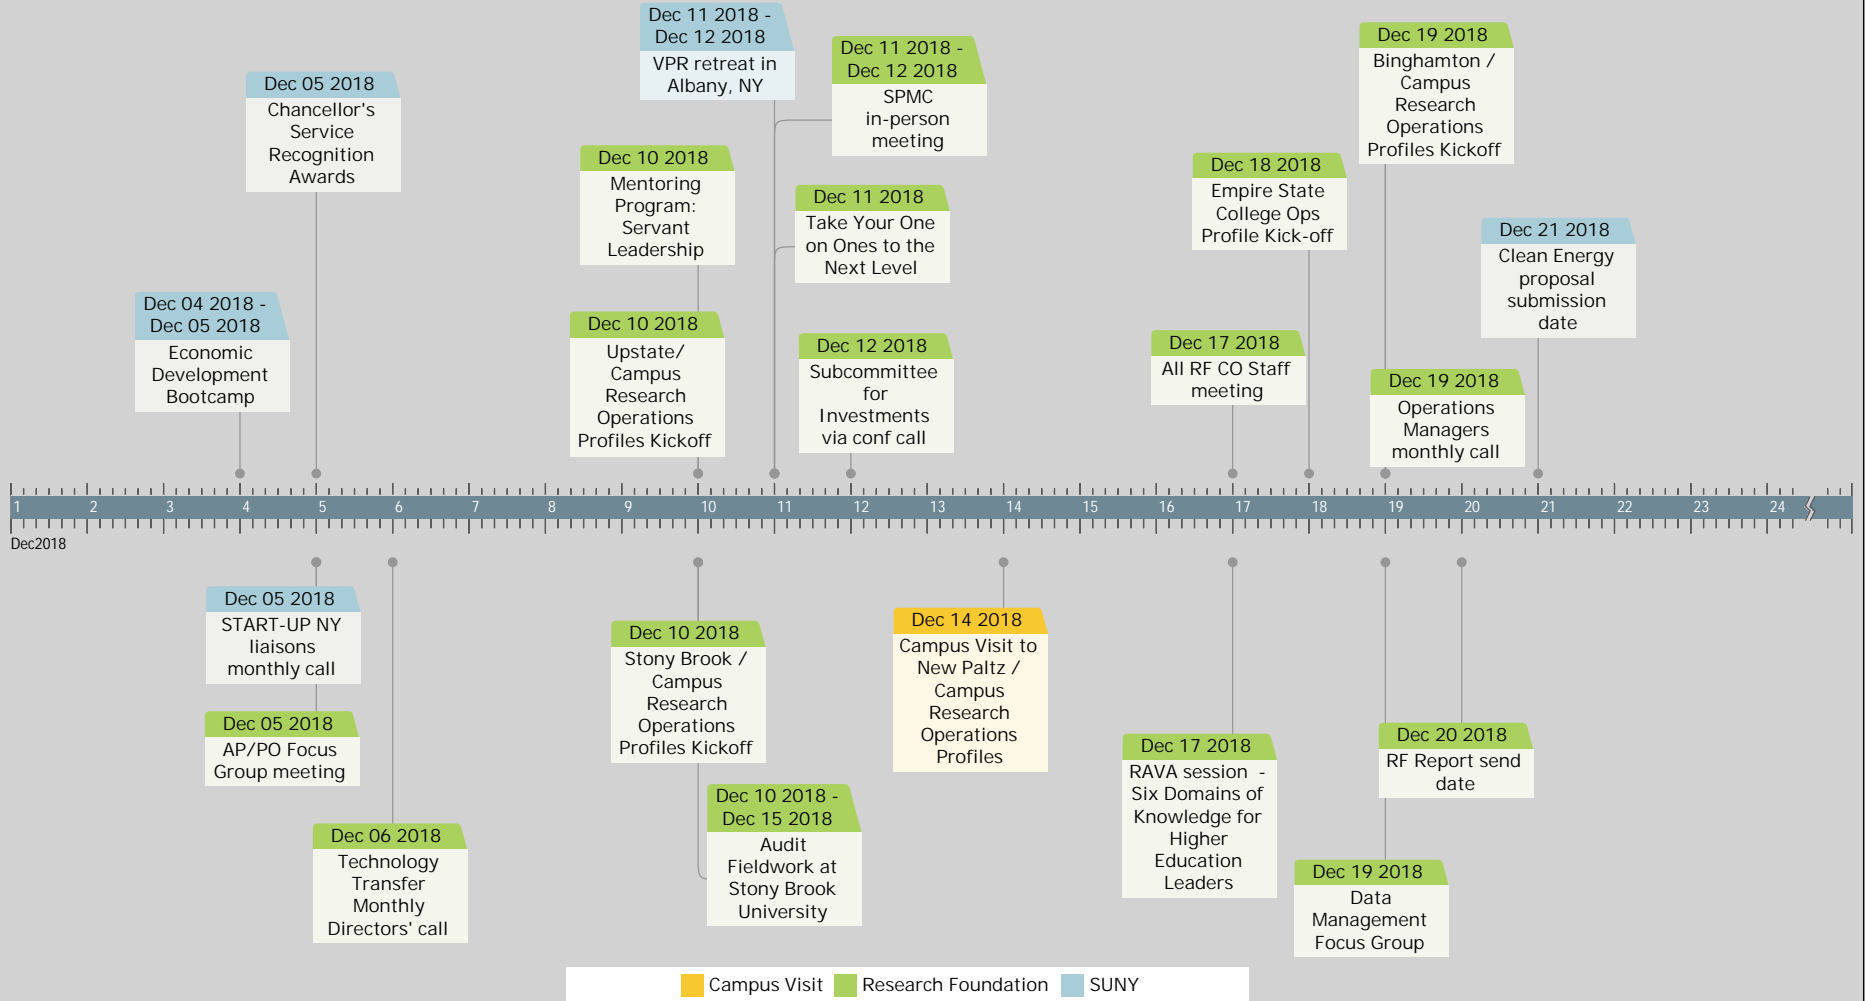 Dec 04 2018 -
Dec 05 2018
Economic
Development
Bootcamp
Dec 05 2018
Chancellor's
Service
Recognition
Awards
Dec 10 2018
Mentoring
Program:
Servant
Leadership
Dec 10 2018
Upstate/
Campus
Research
Operations
Profiles Kickoff
Dec 11 2018 -
Dec 12 2018
VPR retreat in
Albany, NY
Dec 11 2018 -
Dec 12 2018
SPMC
in-person
meeting
Dec 11 2018
Take Your One
on Ones to the
Next Level
Dec 12 2018
Subcommittee
for
Investments
via conf call
Dec 17 2018
All RF CO Staff
meeting
Dec 18 2018
Empire State
College Ops
Profile Kick-off
Dec 19 2018
Binghamton /
Campus
Research
Operations
Profiles Kickoff
Dec 19 2018
Operations
Managers
monthly call
Dec 21 2018
Clean Energy
proposal
submission
date
1 2 3 4 5 6 7 8 9 10 11 12 13 14 15 16 17 18 19 20 21 22 23 24
Dec2018
Dec 05 2018
START-UP NY
liaisons
monthly call
Dec 05 2018
AP/PO Focus
Group meeting
Dec 06 2018
Technology
Transfer
Monthly
Directors' call
Dec 10 2018
Stony Brook /
Campus
Research
Operations
Profiles Kickoff
Dec 10 2018 -
Dec 15 2018
Audit
Fieldwork at
Stony Brook
University
Dec 14 2018
Campus Visit to
New Paltz /
Campus
Research
Operations
Profiles
Dec 17 2018
RAVA session -
Six Domains of
Knowledge for
Higher
Education
Leaders
Dec 19 2018
Data
Management
Focus Group
Dec 20 2018
RF Report send
date
Campus Visit Research Foundation SUNY